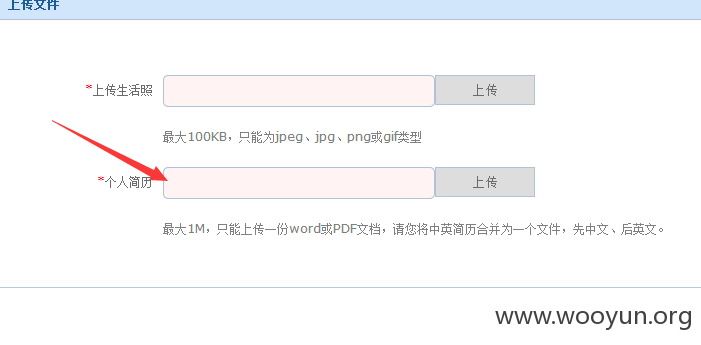 上传文件
*上传生活照 上传
最大100KB，只能为jpeg、jpg、png或gif类型
*个人简历 上传
最大1M，只能上传一份word或PDF文档，请您将中英简历合并为一个文件，先中文、后英文。
www.wooyun.org